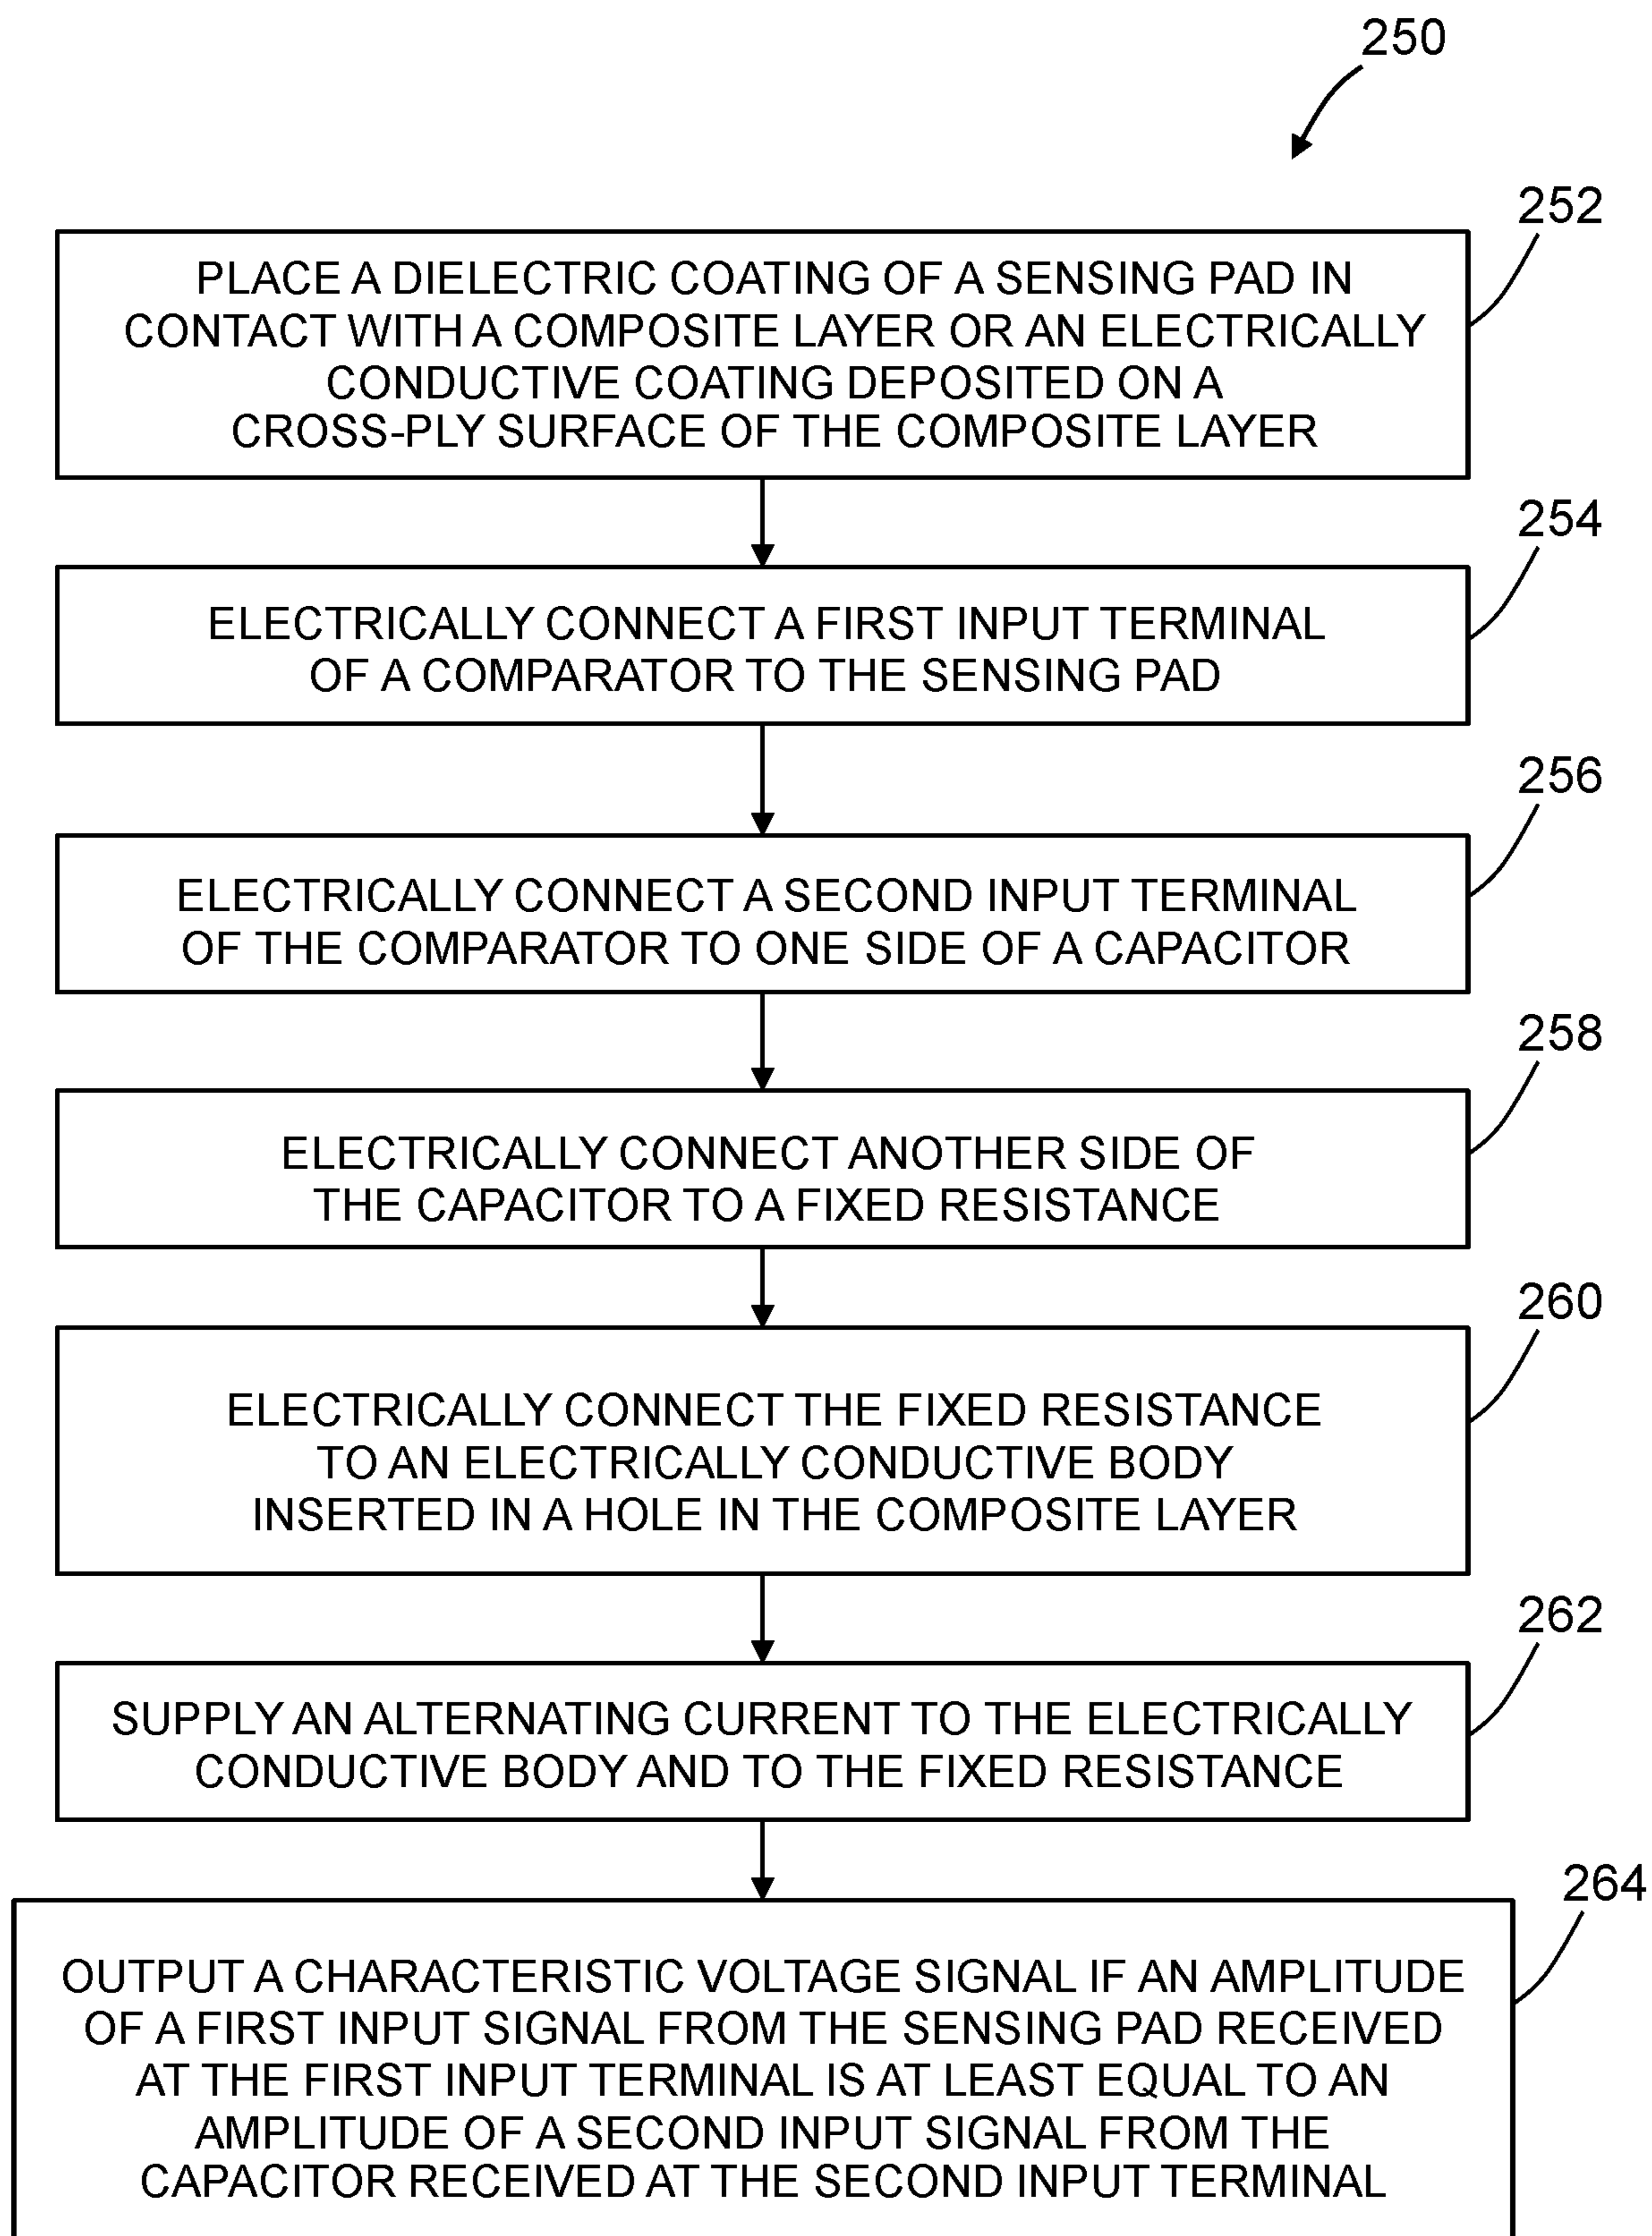 250
252
PLACE A DIELECTRIC COATING OF A SENSING PAD IN
CONTACT WITH A COMPOSITE LAYER OR AN ELECTRICALLY
CONDUCTIVE COATING DEPOSITED ON A
CROSS-PLY SURFACE OF THE COMPOSITE LAYER
254
ELECTRICALLY CONNECT A FIRST INPUT TERMINAL
OF A COMPARATOR TO THE SENSING PAD
256
ELECTRICALLY CONNECT A SECOND INPUT TERMINAL
OF THE COMPARATOR TO ONE SIDE OF A CAPACITOR
258
ELECTRICALLY CONNECT ANOTHER SIDE OF
THE CAPACITOR TO A FIXED RESISTANCE
260
ELECTRICALLY CONNECT THE FIXED RESISTANCE
TO AN ELECTRICALLY CONDUCTIVE BODY
INSERTED IN A HOLE IN THE COMPOSITE LAYER
262
SUPPLY AN ALTERNATING CURRENT TO THE ELECTRICALLY
CONDUCTIVE BODY AND TO THE FIXED RESISTANCE
264
OUTPUT A CHARACTERISTIC VOLTAGE SIGNAL IF AN AMPLITUDE
OF A FIRST INPUT SIGNAL FROM THE SENSING PAD RECEIVED
AT THE FIRST INPUT TERMINAL IS AT LEAST EQUAL TO AN
AMPLITUDE OF A SECOND INPUT SIGNAL FROM THE
CAPACITOR RECEIVED AT THE SECOND INPUT TERMINAL